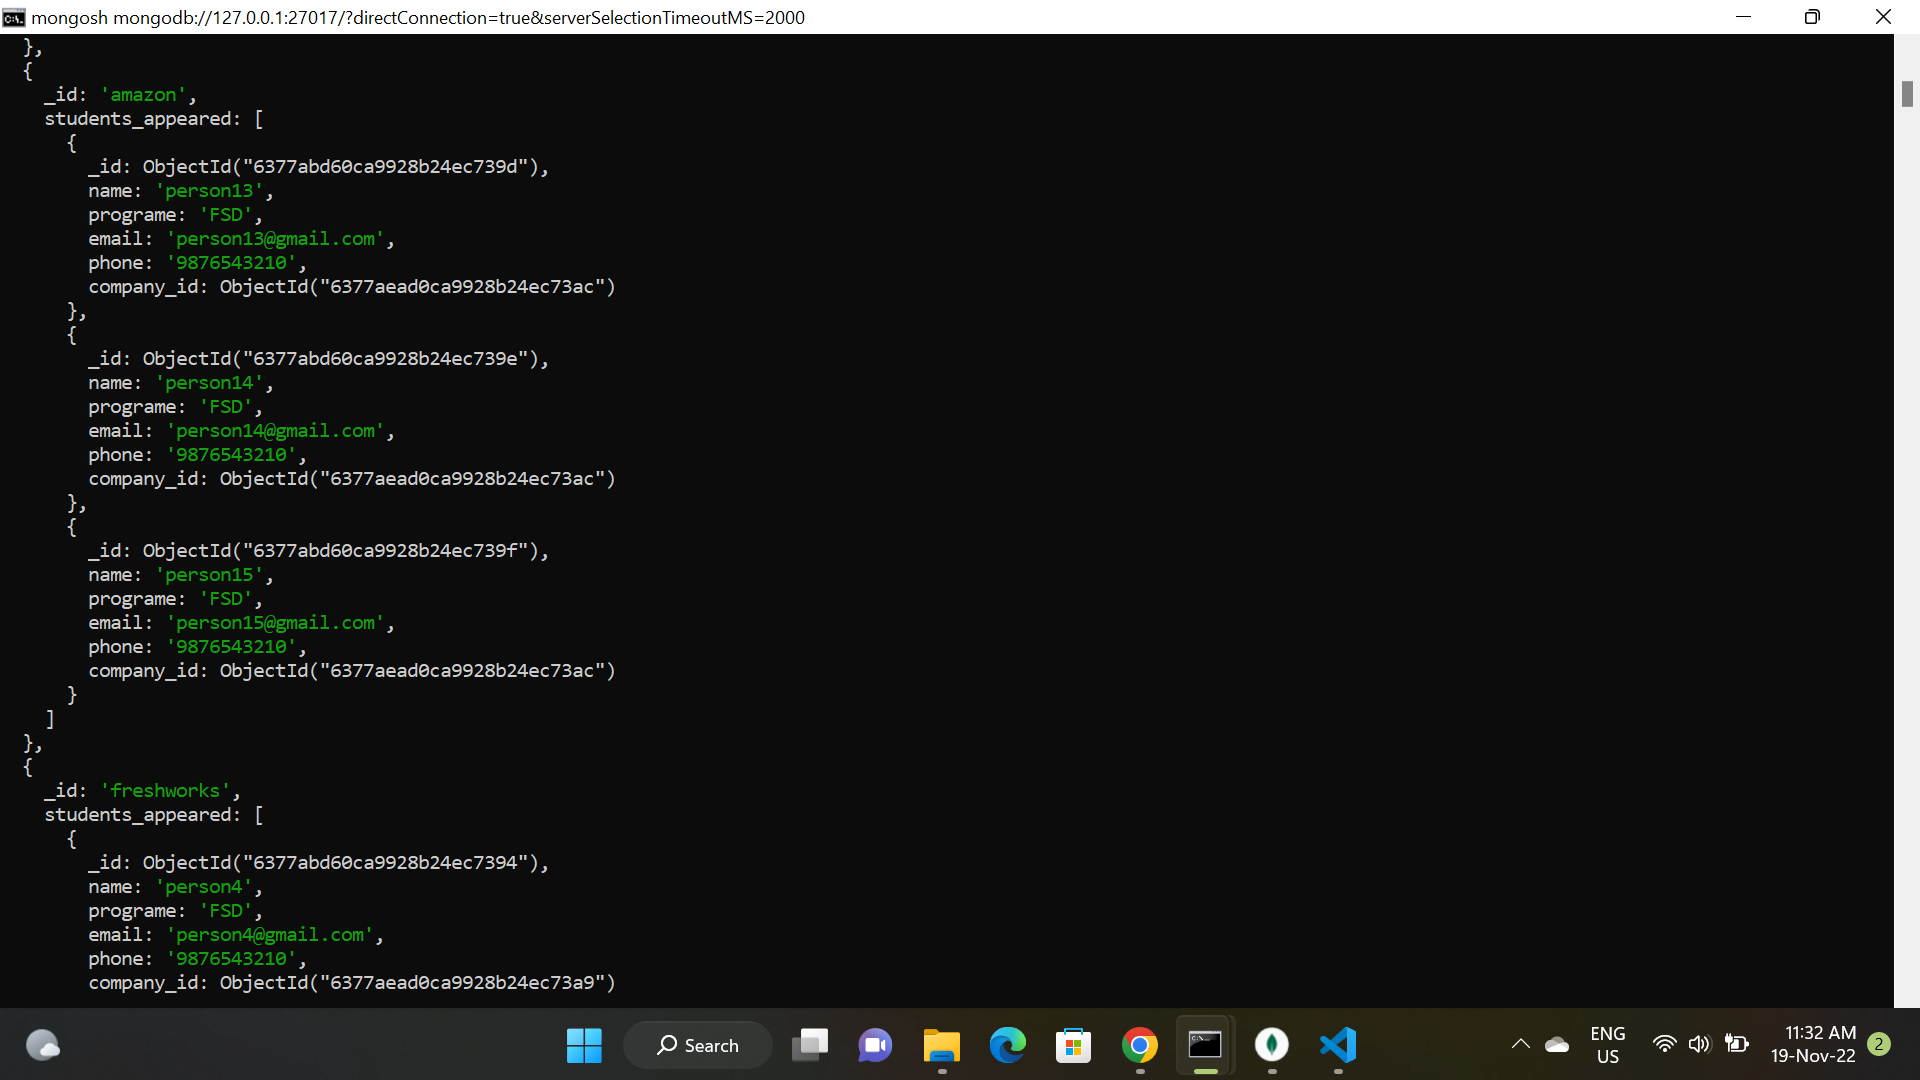 mongosh mongodb://127.0.0.1:27017/?directConnection=true&serverSelectionTimeoutMS=2000
},
{
_id: 'amazon',
students_appeared: [
{
_id: ObjectId("6377abd60ca9928b24ec739d"),
name: 'person13',
programe: 'FSD',
email: 'person13@gmail.com',
phone: '9876543210',
company_id: ObjectId("6377aead0ca9928b24ec73ac")
},
{
_id: ObjectId("6377abd60ca9928b24ec739e"),
name: 'person14',
programe: 'FSD',
email: 'person14@gmail.com',
phone: '9876543210',
company_id: ObjectId("6377aead0ca9928b24ec73ac")
},
{
_id: ObjectId("6377abd60ca9928b24ec739f"),
name: 'person15',
programe: 'FSD',
email: 'person15@gmail.com',
phone: '9876543210',
company_id: ObjectId("6377aead0ca9928b24ec73ac")
}
]
},
{
_id: 'freshworks',
students_appeared: [
{
_id: ObjectId("6377abd60ca9928b24ec7394"),
name: 'person4',
programe: 'FSD',
email: 'person4@gmail.com',
phone: '9876543210',
company_id: ObjectId("6377aead0ca9928b24ec73a9")
Search
ENG
US
11:32 AM
19-Nov-22
2